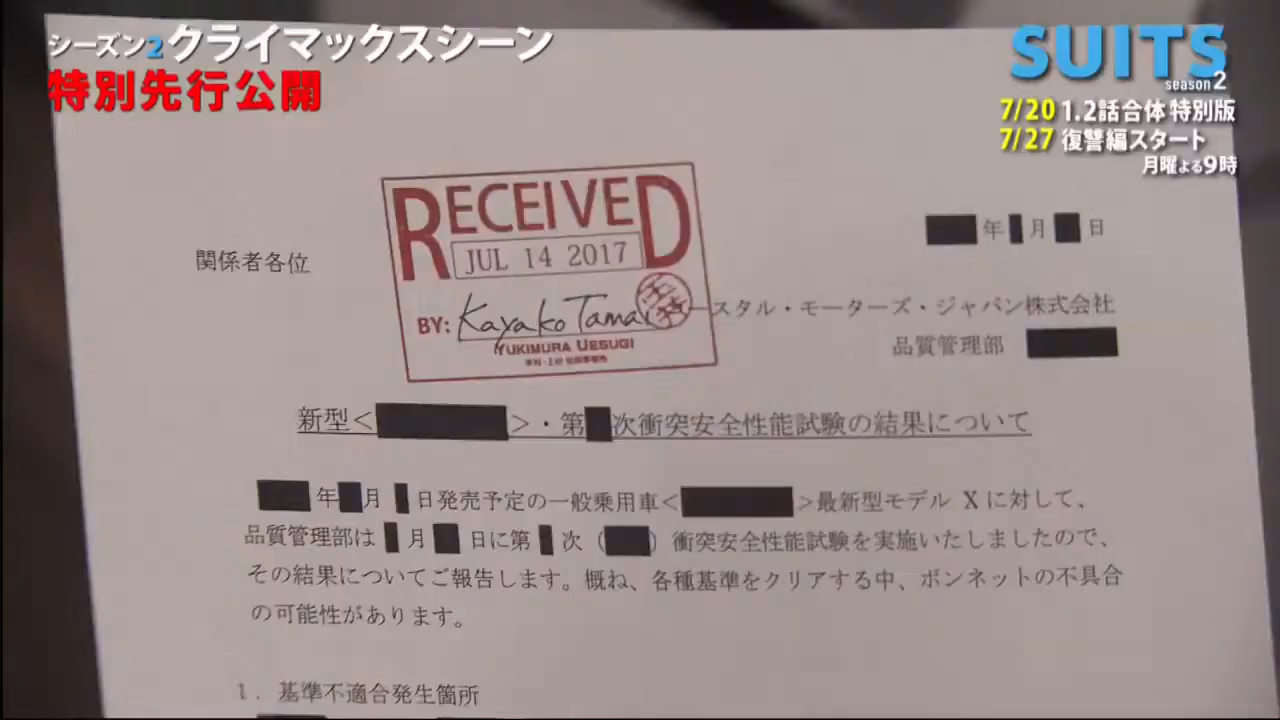 シーズン2クライマックスシーン
特別先行公開
SUITS
season2
7/20 1.2話合体 特別版
7/27 復讐編スタート
月曜よる9時
RECEIVED
JUL 14 2017
BY: Kayako Tamai
YUKIMURA UESUGI
年 月 日
関係者各位
ースタル・モーターズ・ジャパン株式会社
品質管理部
新型< >・第 次衝突安全性能試験の結果について
年 月 日発売予定の一般乗用車< >最新型モデル X に対して、
品質管理部は 月 日に第 次 ( ) 衝突安全性能試験を実施いたしましたので、
その結果についてご報告します。概ね、各種基準をクリアする中、ボンネットの不具合
の可能性があります。
1. 基準不適合発生箇所